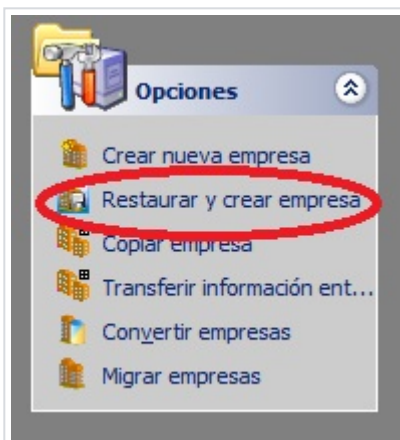 Opciones
Crear nueva empresa
Restaurar y crear empresa
Copiar empresa
Transferir información ent...
Convertir empresas
Migrar empresas